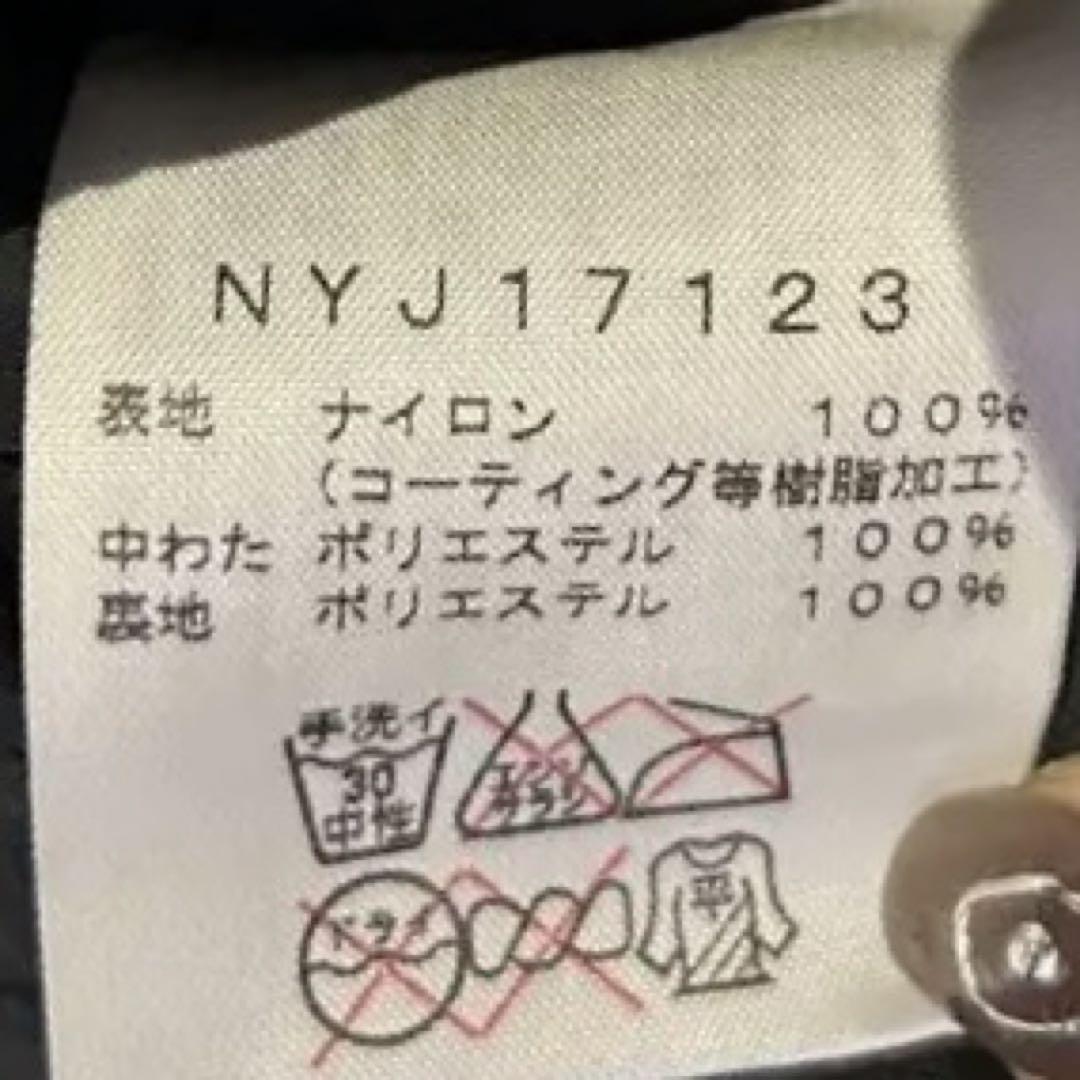 NYJ17123
表地 ナイロン 100%
(コーティング等樹脂加工)
中わた ポリエステル 100%
裏地 ポリエステル 100%
手洗イ
30
中性
エンソ
サラシ
ドライ
平